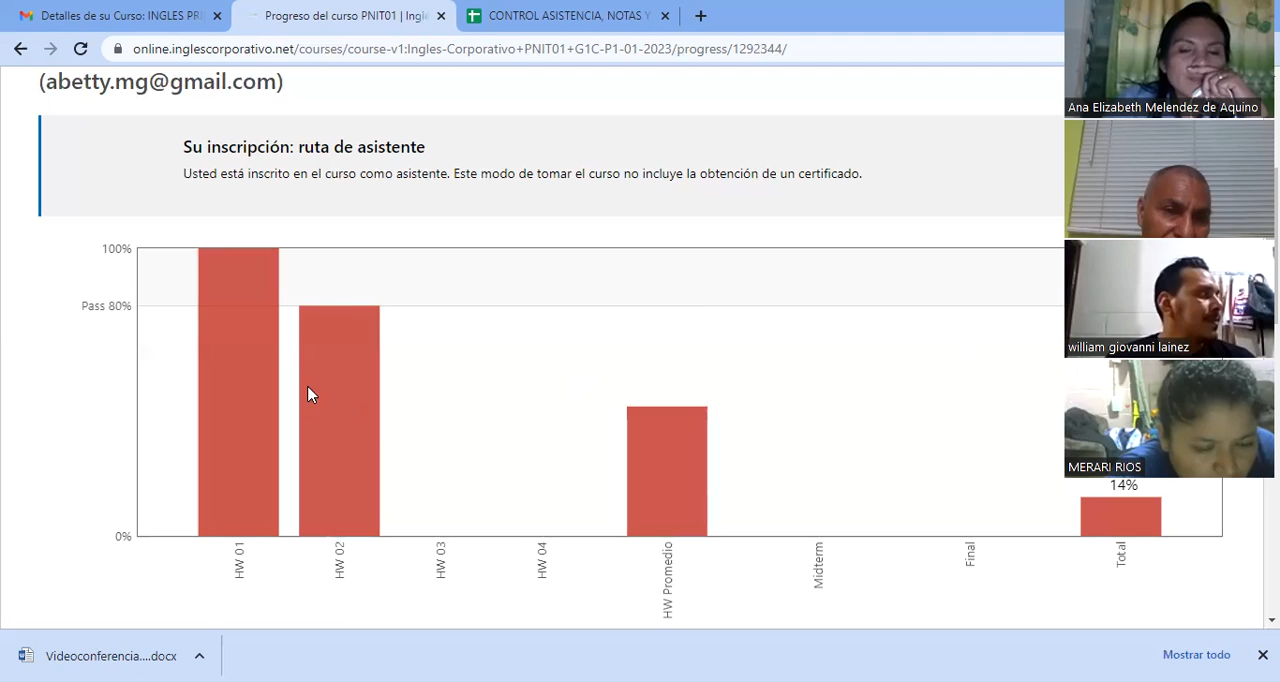 Detalles de su Curso: INGLES PRI
Progreso del curso PNIT01 | Ingle
CONTROL ASISTENCIA, NOTAS Y
online.inglescorporativo.net/courses/course-v1:Ingles-Corporativo+PNIT01+G1C-P1-01-2023/progress/1292344/
(abetty.mg@gmail.com)
Su inscripción: ruta de asistente
Usted está inscrito en el curso como asistente. Este modo de tomar el curso no incluye la obtención de un certificado.
100%
Pass 80%
0%
14%
HW 01
HW 02
HW 03
HW 04
HW Promedio
Midterm
Final
Total
Ana Elizabeth Melendez de Aquino
william giovanni lainez
MERARI RIOS
Videoconferencia....docx
Mostrar todo